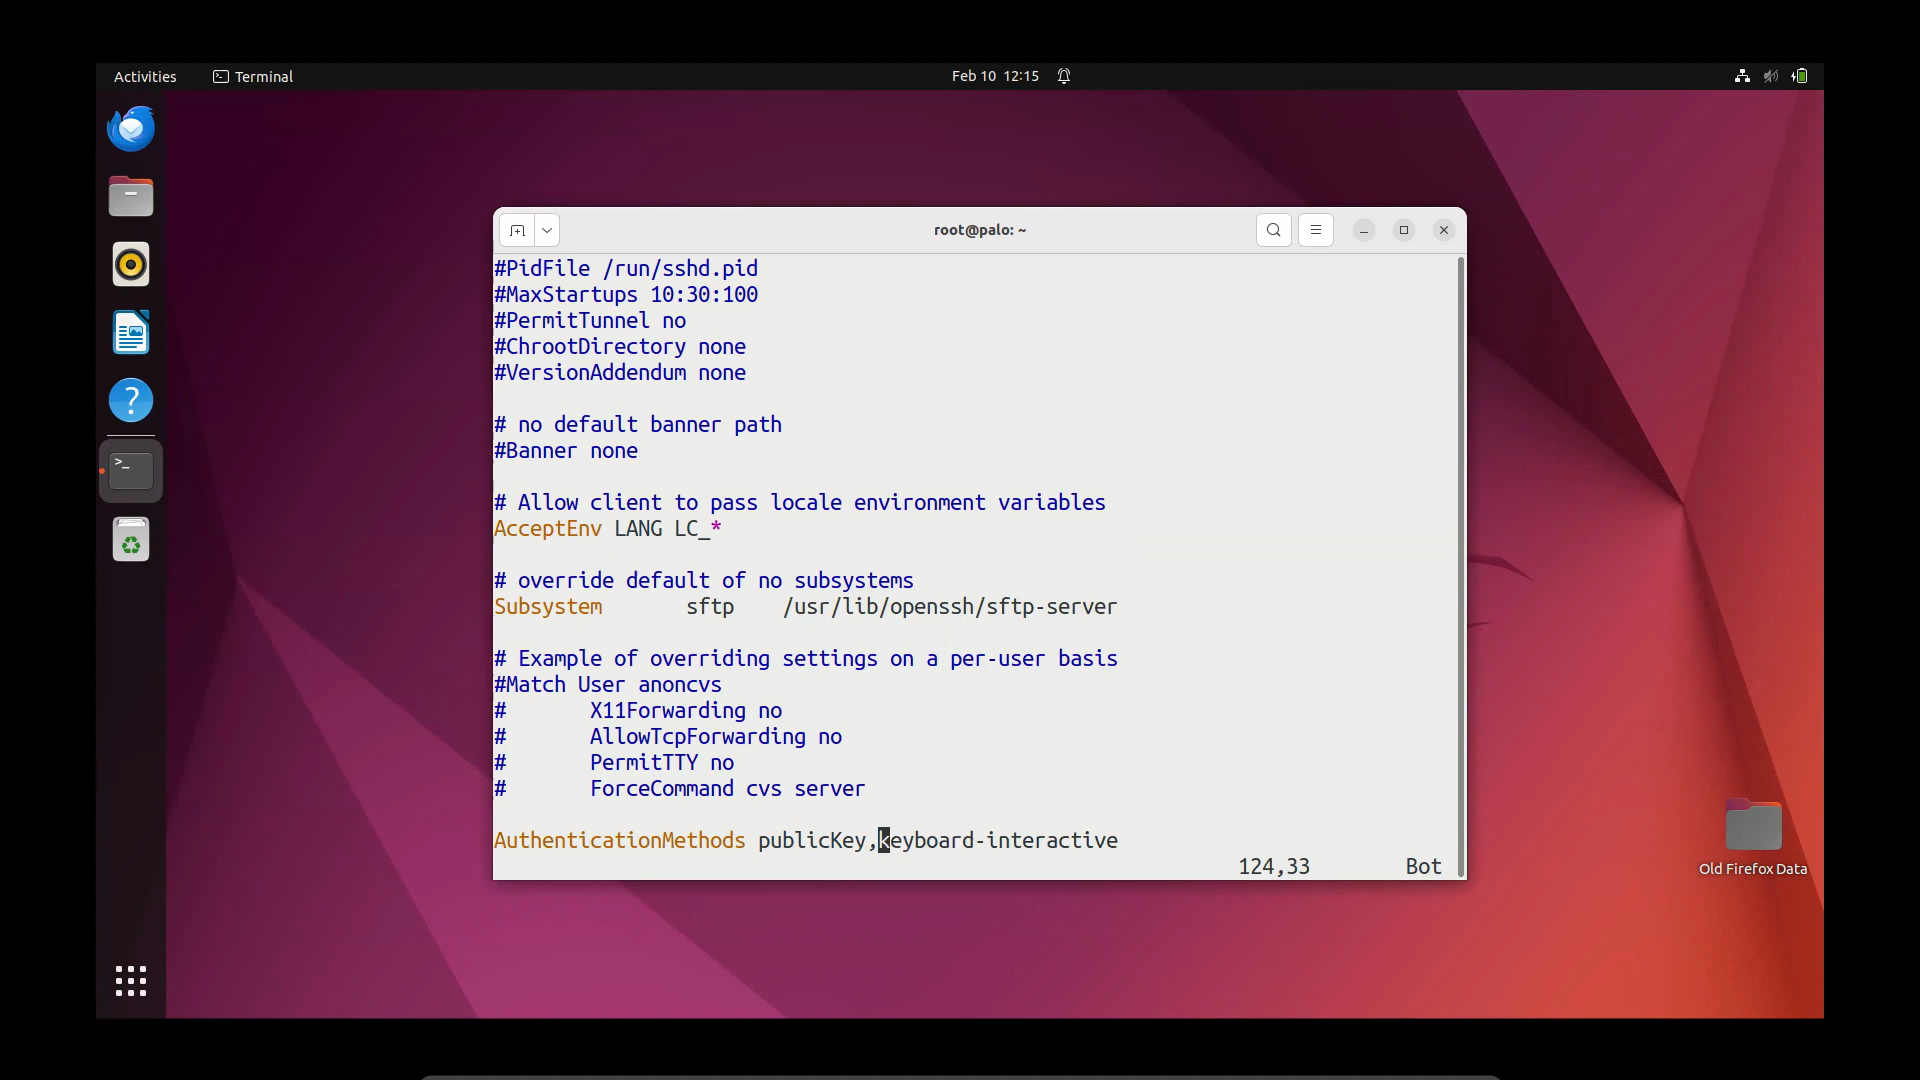 Activities
Terminal
Feb 10 12:15
root@palo: ~
#PidFile /run/sshd.pid
#MaxStartups 10:30:100
#PermitTunnel no
#ChrootDirectory none
#VersionAddendum none
# no default banner path
#Banner none
# Allow client to pass locale environment variables
AcceptEnv LANG LC_*
# override default of no subsystems
Subsystem sftp /usr/lib/openssh/sftp-server
# Example of overriding settings on a per-user basis
#Match User anoncvs
# X11Forwarding no
# AllowTcpForwarding no
# PermitTTY no
# ForceCommand cvs server
AuthenticationMethods publicKey,keyboard-interactive
124,33 Bot
Old Firefox Data